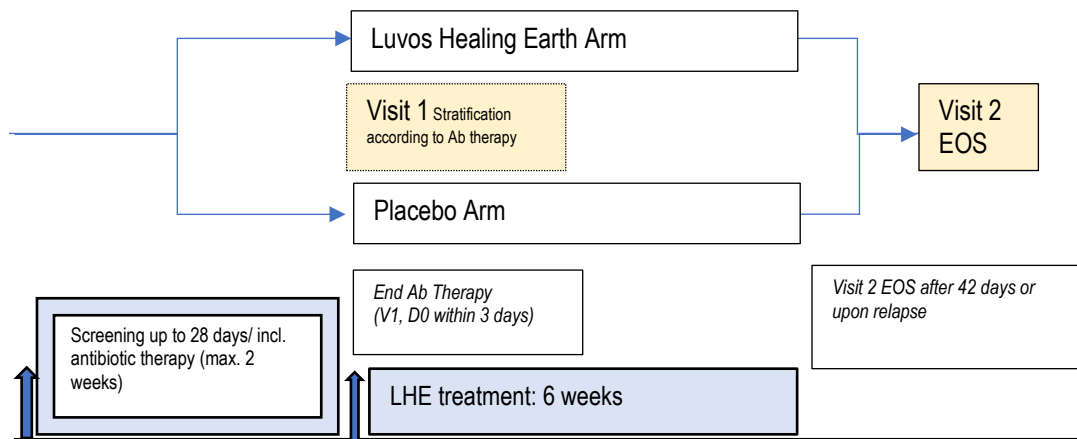 Luvos Healing Earth Arm
Visit 1 Stratification
according to Ab therapy
Visit 2
EOS
Placebo Arm
End Ab Therapy
(V1, D0 within 3 days)
Visit 2 EOS after 42 days or
upon relapse
Screening up to 28 days/ incl.
antibiotic therapy (max. 2
weeks)
LHE treatment: 6 weeks